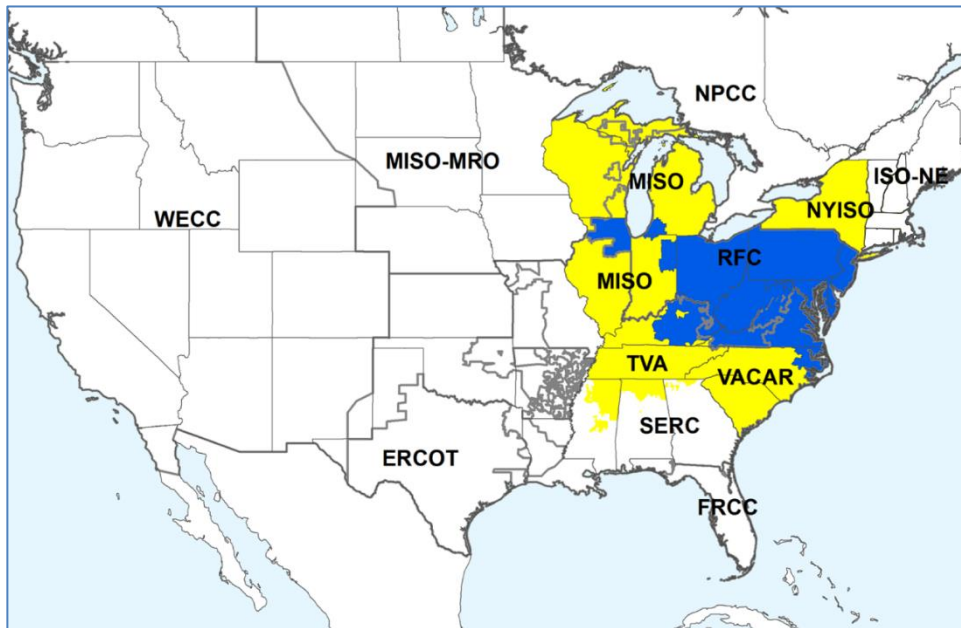 NPCC
MISO-MRO
MISO
ISO-NE
WECC
NYISO
RFC
MISO
TVA
VACAR
SERC
ERCOT
FRCC